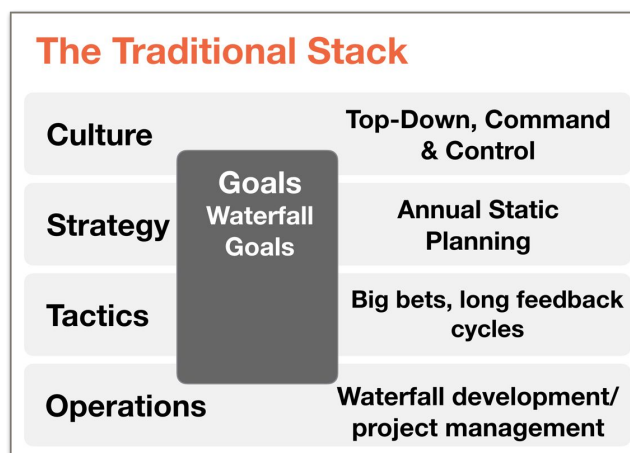 The Traditional Stack
Culture
Top-Down, Command
& Control
Goals
Waterfall
Goals
Strategy
Annual Static
Planning
Tactics
Big bets, long feedback
cycles
Operations
Waterfall development/
project management